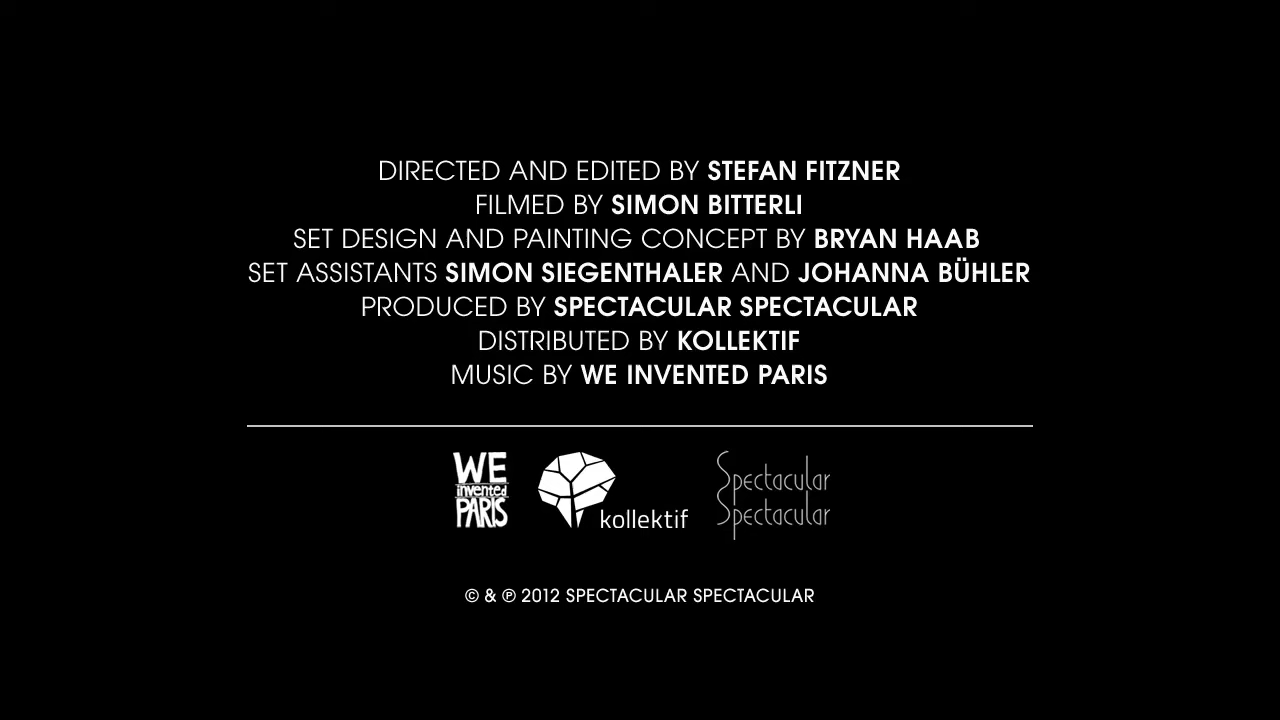 DIRECTED AND EDITED BY STEFAN FITZNER
FILMED BY SIMON BITTERLI
SET DESIGN AND PAINTING CONCEPT BY BRYAN HAAB
SET ASSISTANTS SIMON SIEGENTHALER AND JOHANNA BÜHLER
PRODUCED BY SPECTACULAR SPECTACULAR
DISTRIBUTED BY KOLLEKTIF
MUSIC BY WE INVENTED PARIS
WE
invented
PARIS
kollektif
Spectacular
Spectacular
© & ℗ 2012 SPECTACULAR SPECTACULAR